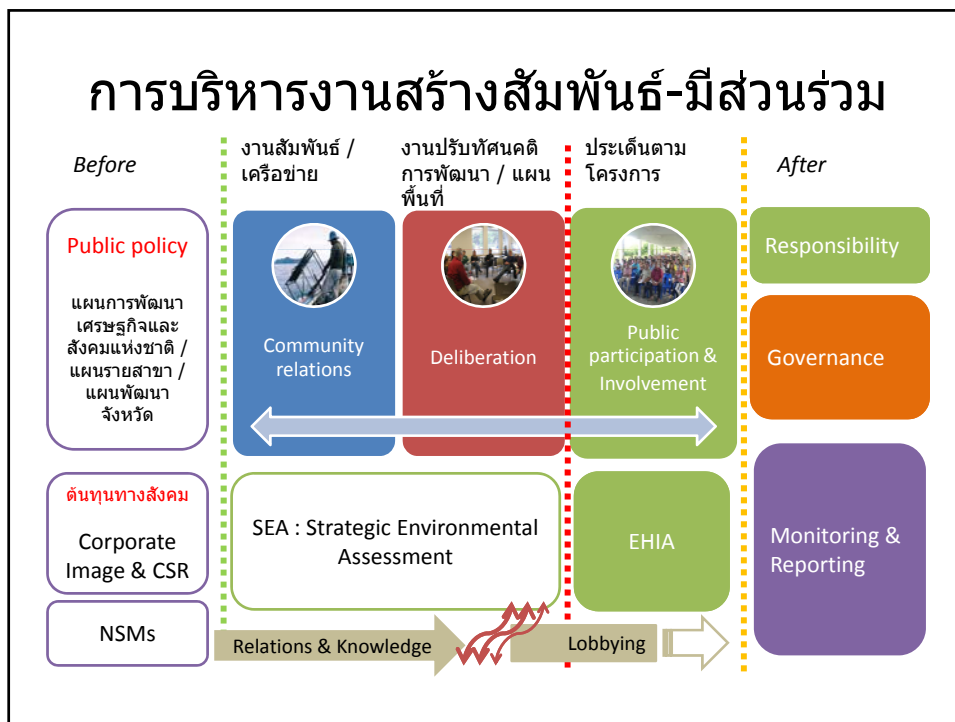 การบริหารงานสร้างสัมพันธ์-มีส่วนร่วม
Before
งานสัมพันธ์ /
เครือข่าย
งานปรับทัศนคติ
การพัฒนา / แผน
พื้นที่
ประเด็นตาม
โครงการ
After
Public policy
แผนการพัฒนา
เศรษฐกิจและ
สังคมแห่งชาติ /
แผนรายสาขา /
แผนพัฒนา
จังหวัด
Community
relations
Deliberation
Public
participation &
Involvement
Responsibility
Governance
ต้นทุนทางสังคม
Corporate
Image & CSR
NSMs
SEA : Strategic Environmental
Assessment
EHIA
Monitoring &
Reporting
Relations & Knowledge
Lobbying